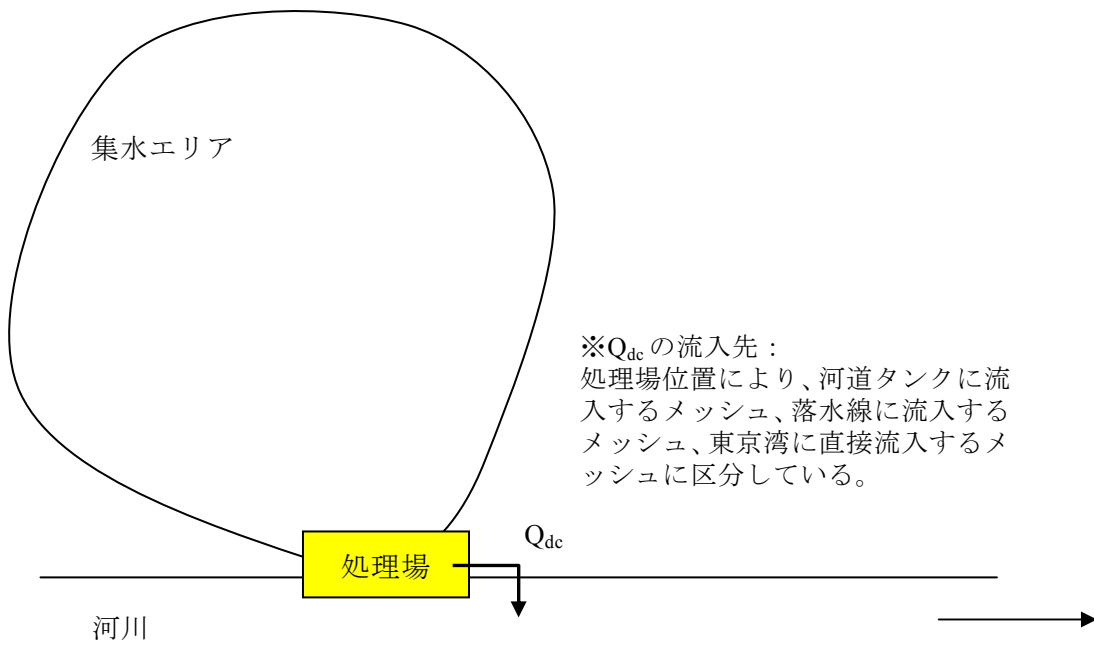 集水エリア
※Qdc の流入先：
処理場位置により、河道タンクに流
入するメッシュ、落水線に流入する
メッシュ、東京湾に直接流入するメ
ッシュに区分している。
Qdc
処理場
河川